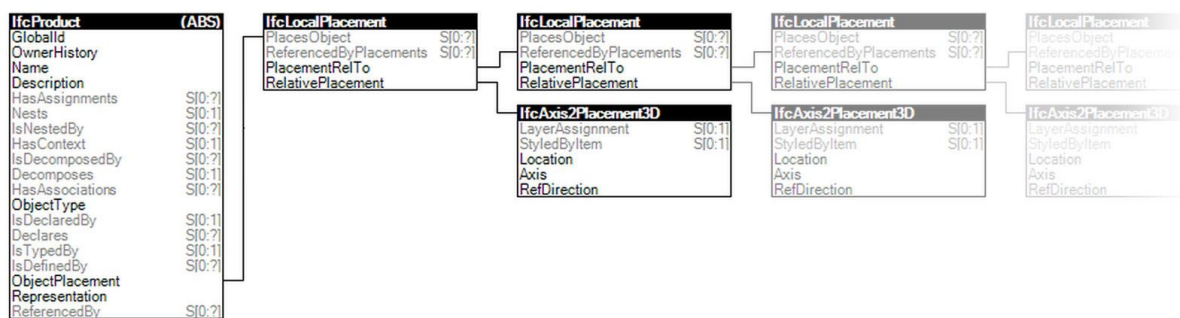 IfcProduct (ABS)
GlobalId
OwnerHistory
Name
Description
HasAssignments S[0:?]
Nests S[0:1]
IsNestedBy S[0:?]
HasContext S[0:1]
IsDecomposedBy S[0:?]
Decomposes S[0:1]
HasAssociations S[0:?]
ObjectType
IsDeclaredBy S[0:1]
Declares S[0:?]
IsTypedBy S[0:1]
IsDefinedBy S[0:?]
ObjectPlacement
Representation
ReferencedBy S[0:?]
IfcLocalPlacement
PlacesObject S[0:?]
ReferencedByPlacements S[0:?]
PlacementRelTo
RelativePlacement
IfcLocalPlacement
PlacesObject S[0:?]
ReferencedByPlacements S[0:?]
PlacementRelTo
RelativePlacement
IfcAxis2Placement3D
LayerAssignment S[0:1]
StyledByItem S[0:1]
Location
Axis
RefDirection
IfcLocalPlacement
PlacesObject S[0:?]
ReferencedByPlacements S[0:?]
PlacementRelTo
RelativePlacement
IfcAxis2Placement3D
LayerAssignment S[0:1]
StyledByItem S[0:1]
Location
Axis
RefDirection
IfcLocalPlacement
PlacesObject
ReferencedByPlaceme
PlacementRelTo
RelativePlacement
IfcAxis2Placement3D
LayerAssignment
StyledByItem
Location
Axis
RefDirection